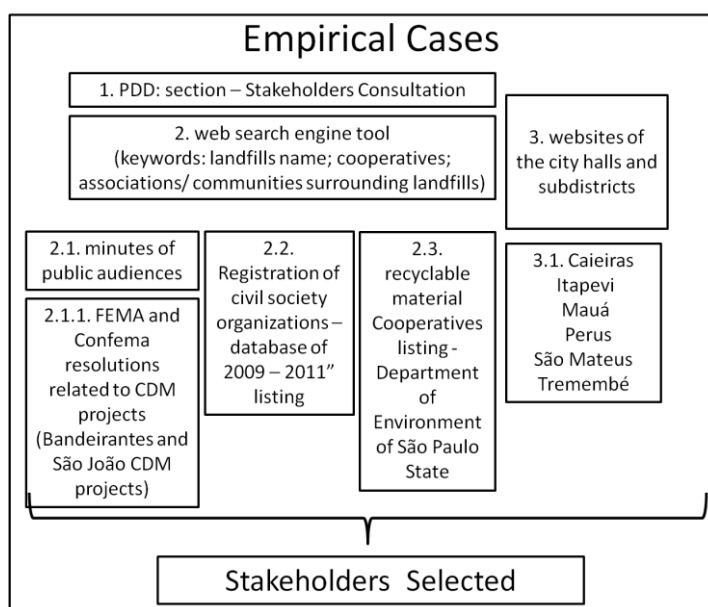 Empirical Cases
1. PDD: section – Stakeholders Consultation
2. web search engine tool
(keywords: landfills name; cooperatives;
associations/ communities surrounding landfills)
3. websites of
the city halls and
subdistricts
2.1. minutes of
public audiences
2.1.1. FEMA and
Confema
resolutions
related to CDM
projects
(Bandeirantes and
São João CDM
projects)
2.2.
Registration of
civil society
organizations –
database of
2009 – 2011” listing
2.3.
recyclable
material
Cooperatives
listing -
Department of
Environment
of São Paulo
State
3.1. Caieiras
Itapevi
Mauá
Perus
São Mateus
Tremembé
Stakeholders Selected